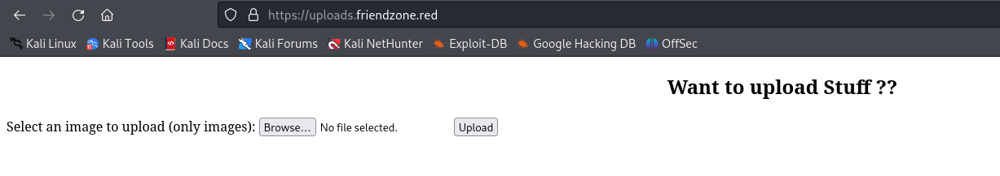 https://uploads.friendzone.red
Kali Linux Kali Tools Kali Docs Kali Forums Kali NetHunter Exploit-DB Google Hacking DB OffSec
Want to upload Stuff ??
Select an image to upload (only images): Browse... No file selected. Upload